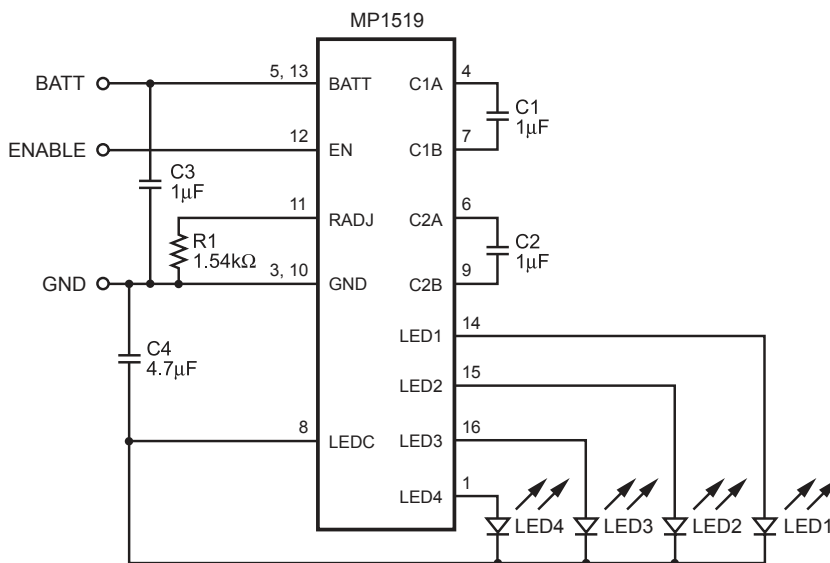 MP1519
BATT
5, 13
BATT
C1A
4
C1
1µF
ENABLE
12
EN
C1B
7
C3
1µF
11
RADJ
C2A
6
R1
1.54kΩ
C2
1µF
GND
3, 10
GND
C2B
9
LED1
14
C4
4.7µF
LED2
15
8
LEDC
LED3
16
LED4
1
LED4
LED3
LED2
LED1